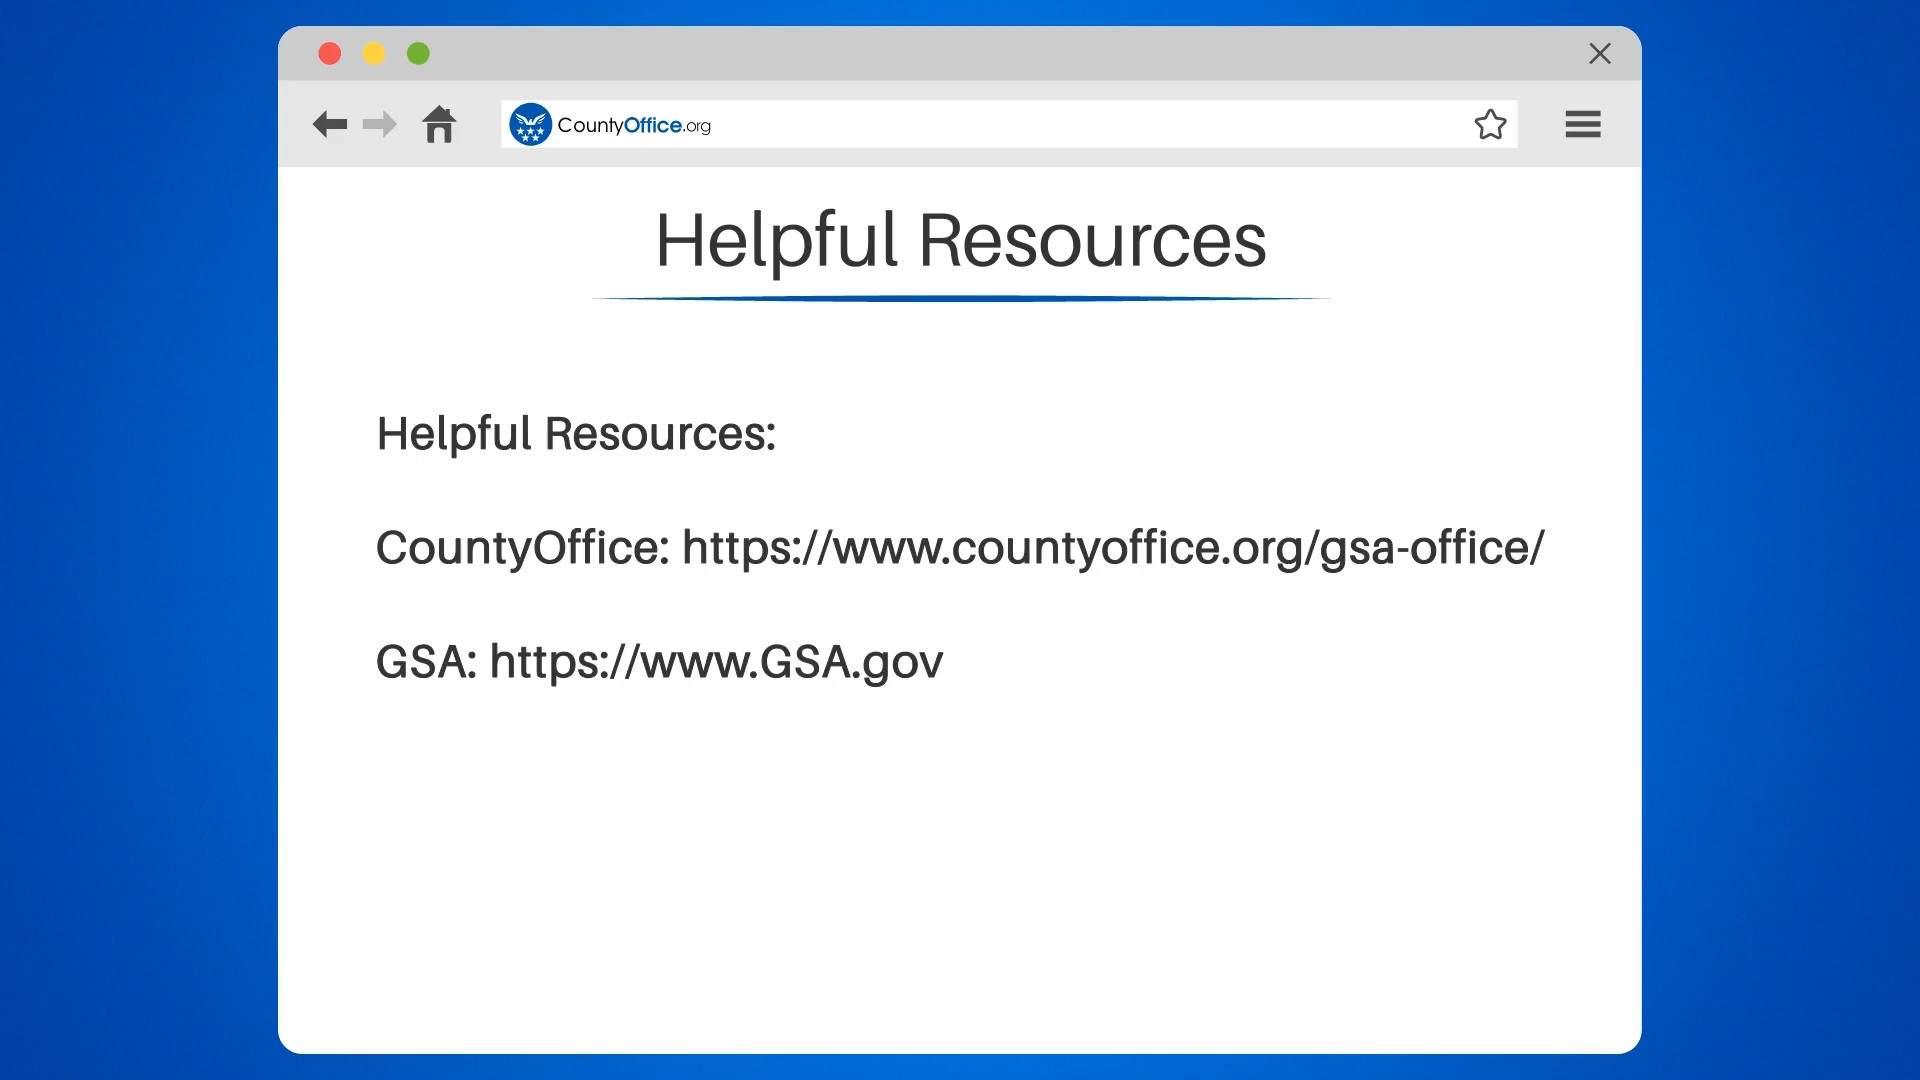 CountyOffice.org
Helpful Resources
Helpful Resources:
CountyOffice: https://www.countyoffice.org/gsa-office/
GSA: https://www.GSA.gov